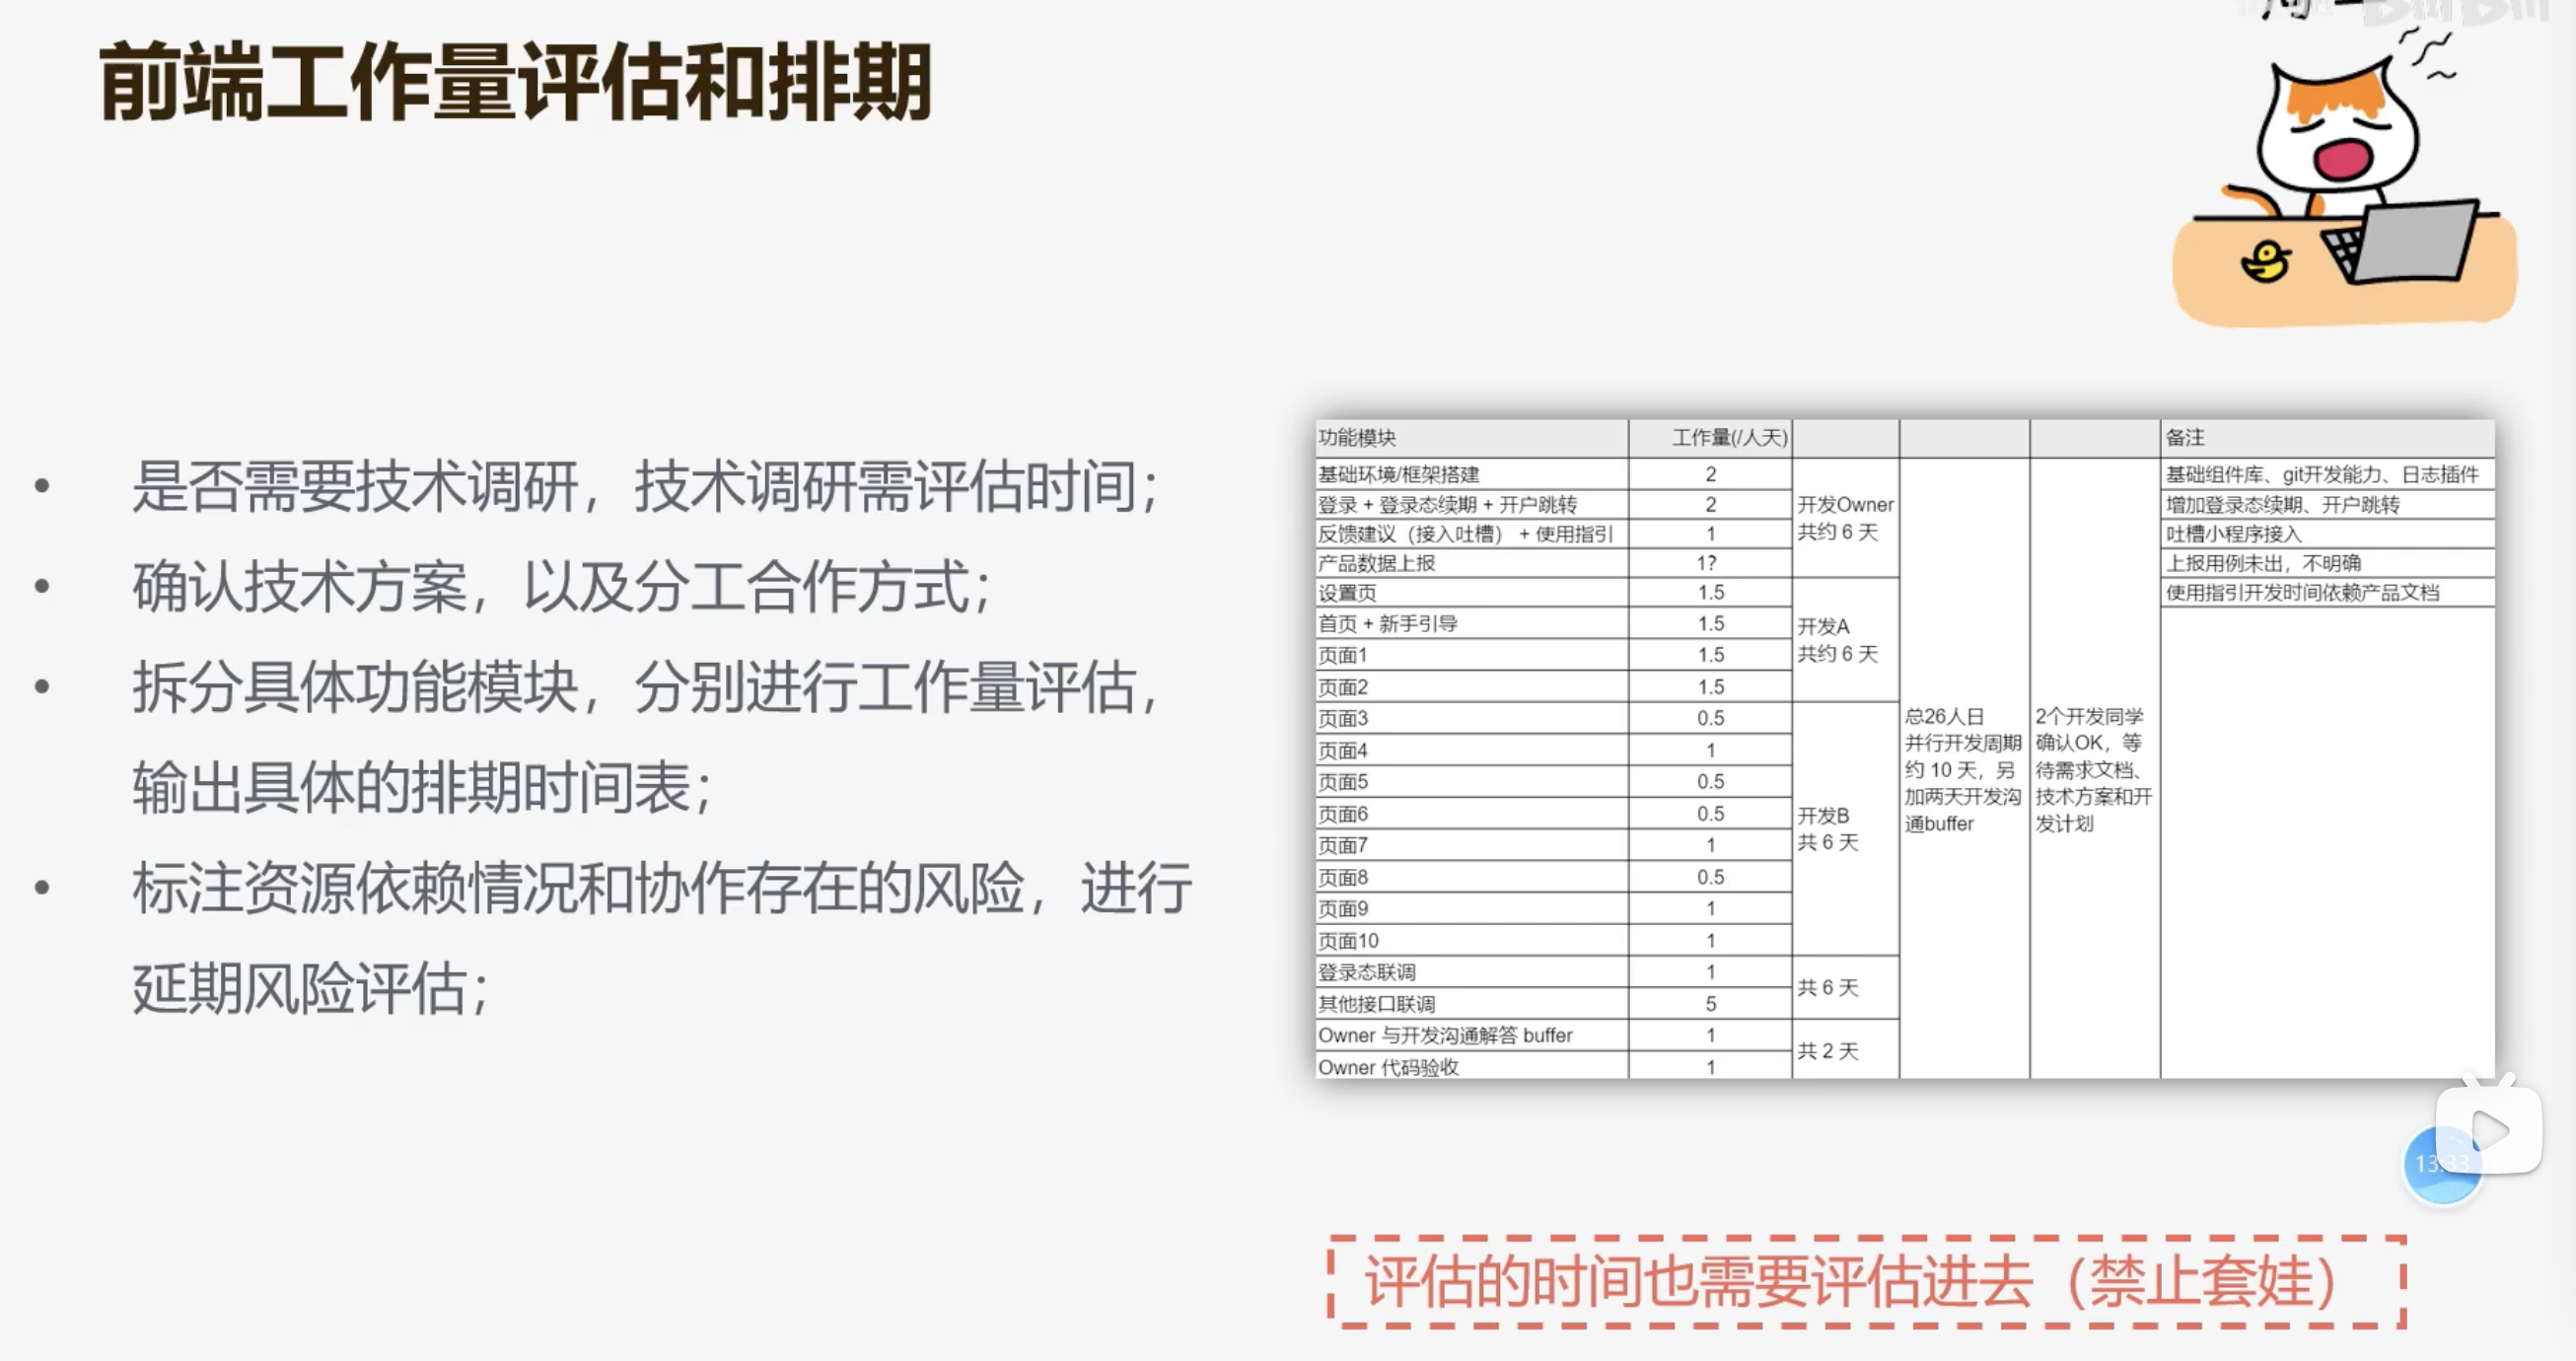 前端工作量评估和排期
• 是否需要技术调研，技术调研需评估时间；
• 确认技术方案，以及分工合作方式；
• 拆分具体功能模块，分别进行工作量评估，
输出具体的排期时间表；
• 标注资源依赖情况和协作存在的风险，进行
延期风险评估；
功能模块 工作量(/人天) 备注
基础环境/框架搭建 2 基础组件库、git开发能力、日志插件
登录 + 登录态续期 + 开户跳转 2 增加登录态续期、开户跳转
反馈建议（接入吐槽） + 使用指引 1 吐槽小程序接入
产品数据上报 1? 上报用例未出，不明确
开发Owner
共约 6 天
设置页 1.5 使用指引开发时间依赖产品文档
首页 + 新手引导 1.5
页面1 1.5
页面2 1.5
开发A
共约 6 天
页面3 0.5
页面4 1
页面5 0.5
页面6 0.5
页面7 1
页面8 0.5
页面9 1
页面10 1
开发B
共 6 天
登录态联调 1
其他接口联调 5
共 6 天
Owner 与开发沟通解答 buffer 1
Owner 代码验收 1
共 2 天
总26人日
并行开发周期
约 10 天，另
加两天开发沟
通buffer
2个开发同学
确认OK，等
待需求文档、
技术方案和开
发计划
13:33
评估的时间也需要评估进去（禁止套娃）